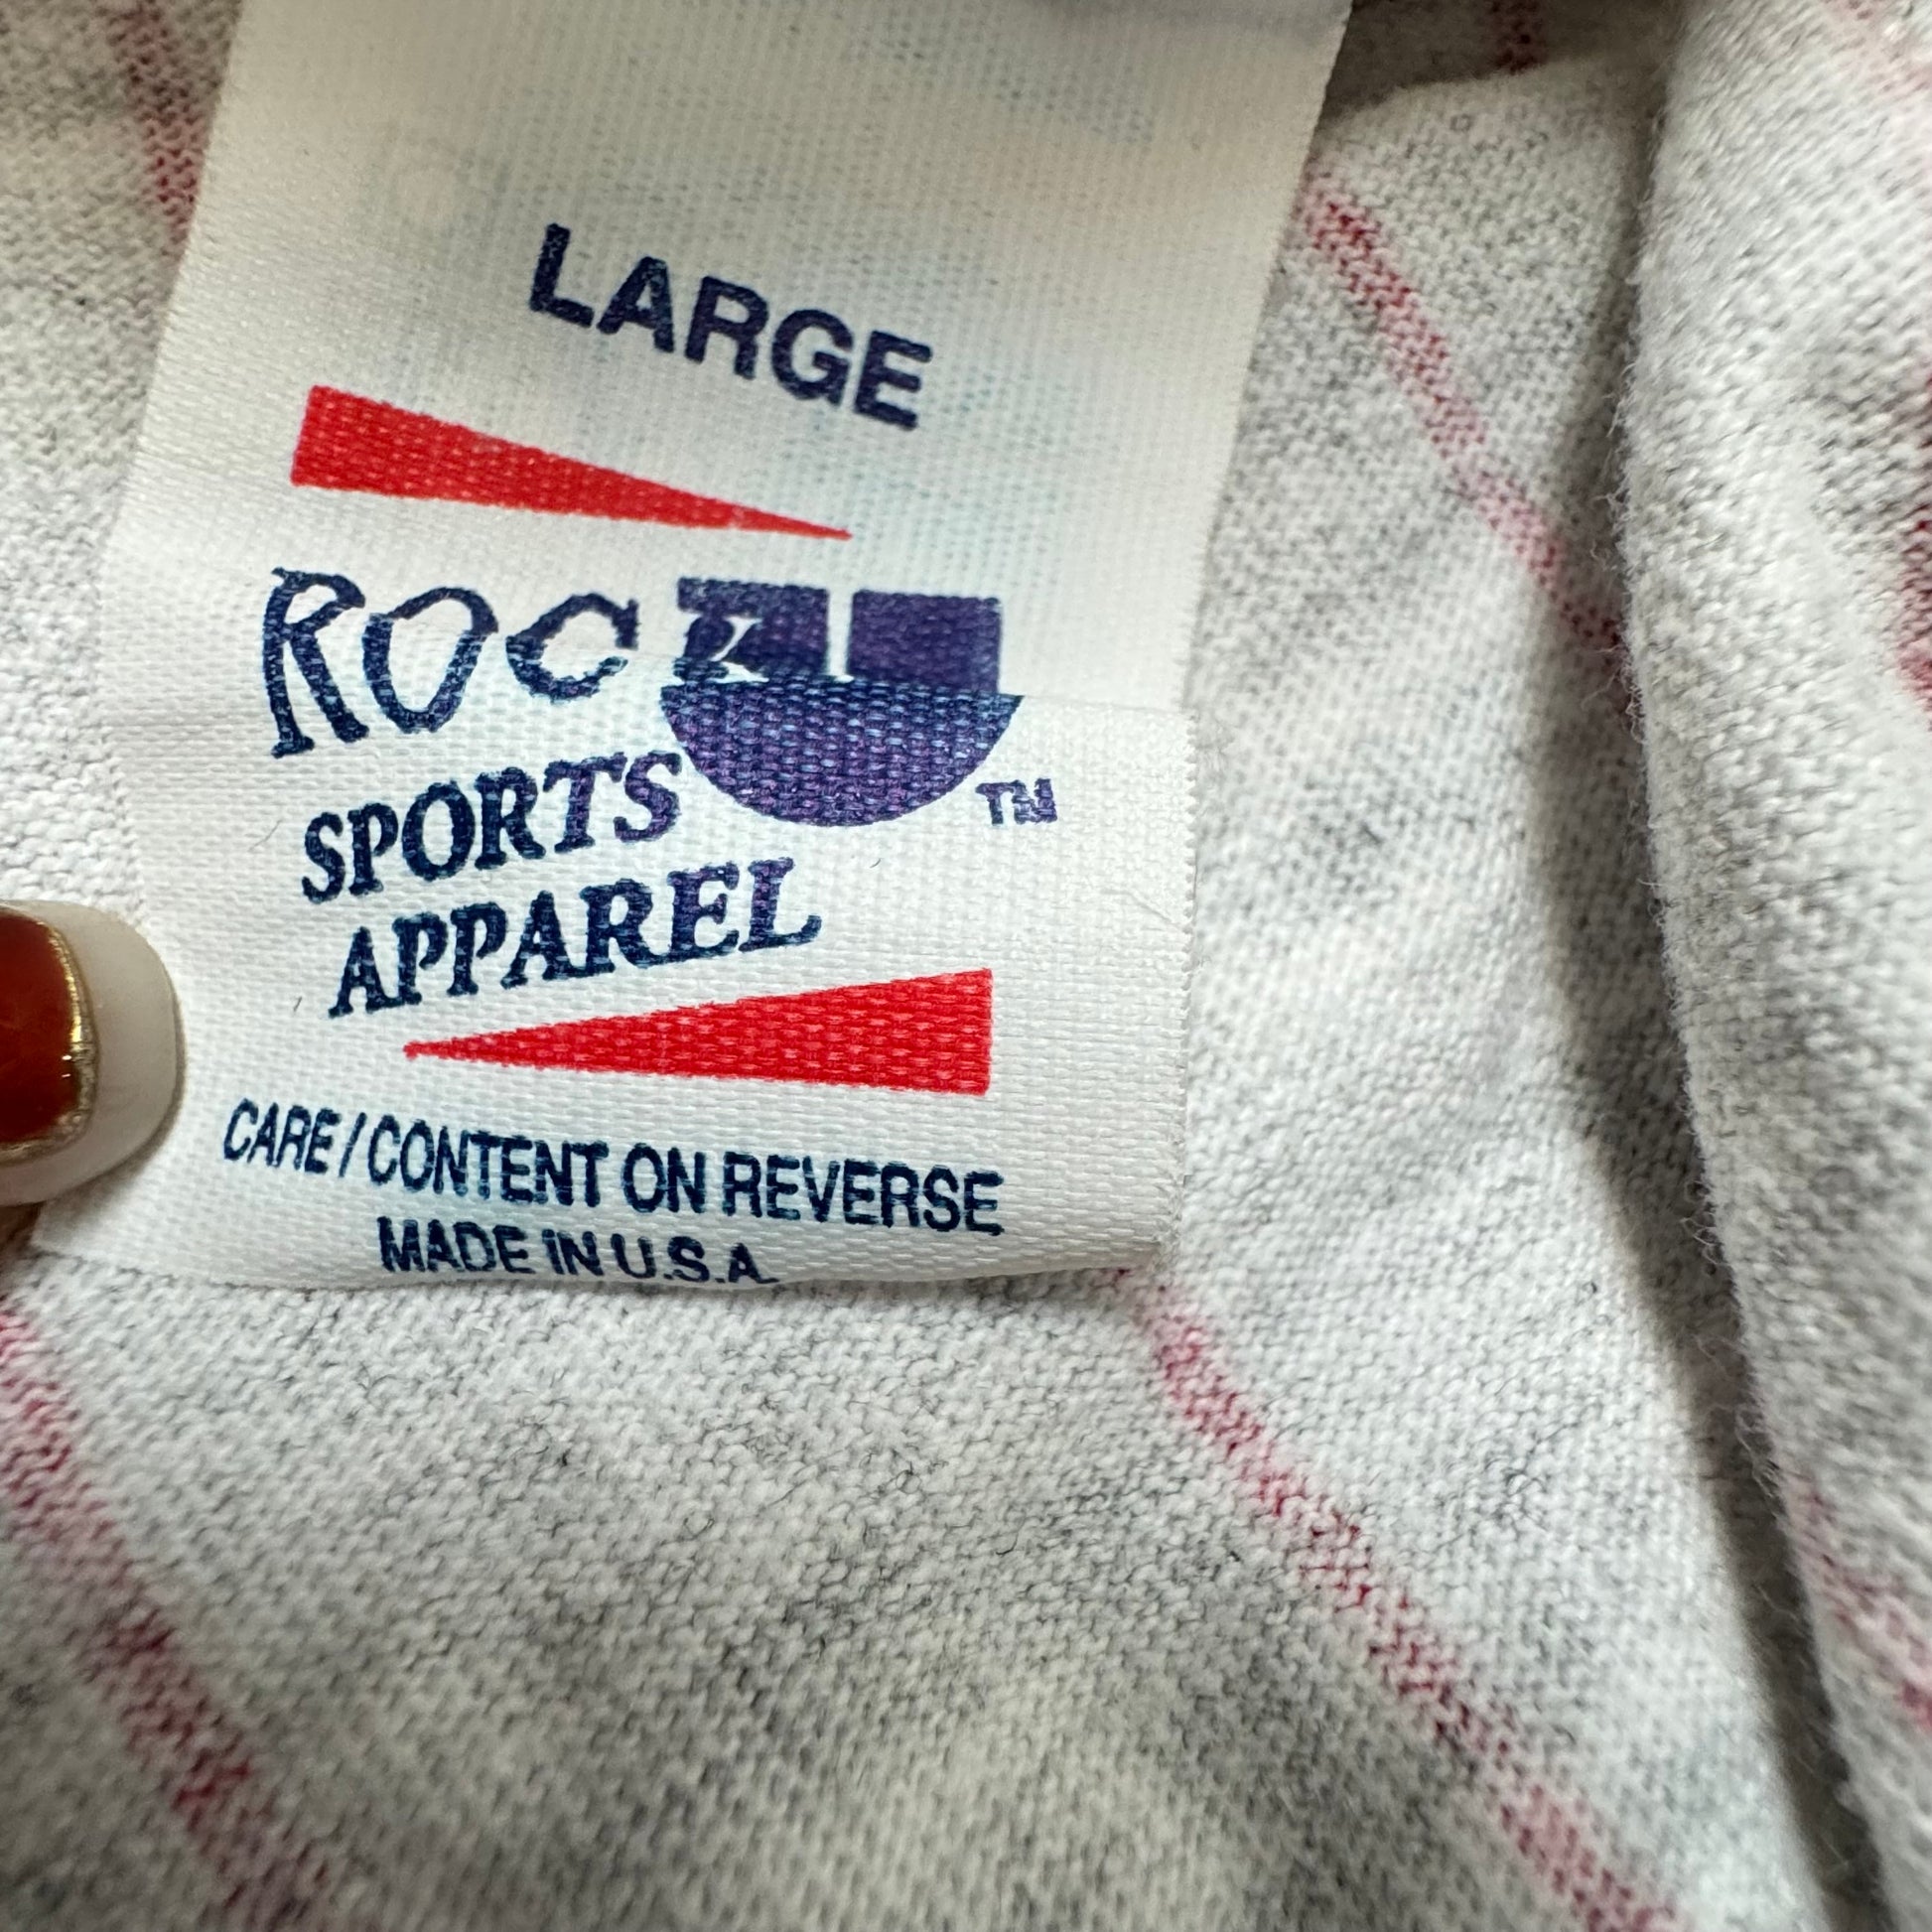 LARGE
ROCK
SPORTS
APPAREL
TM
CARE / CONTENT ON REVERSE
MADE IN U.S.A.